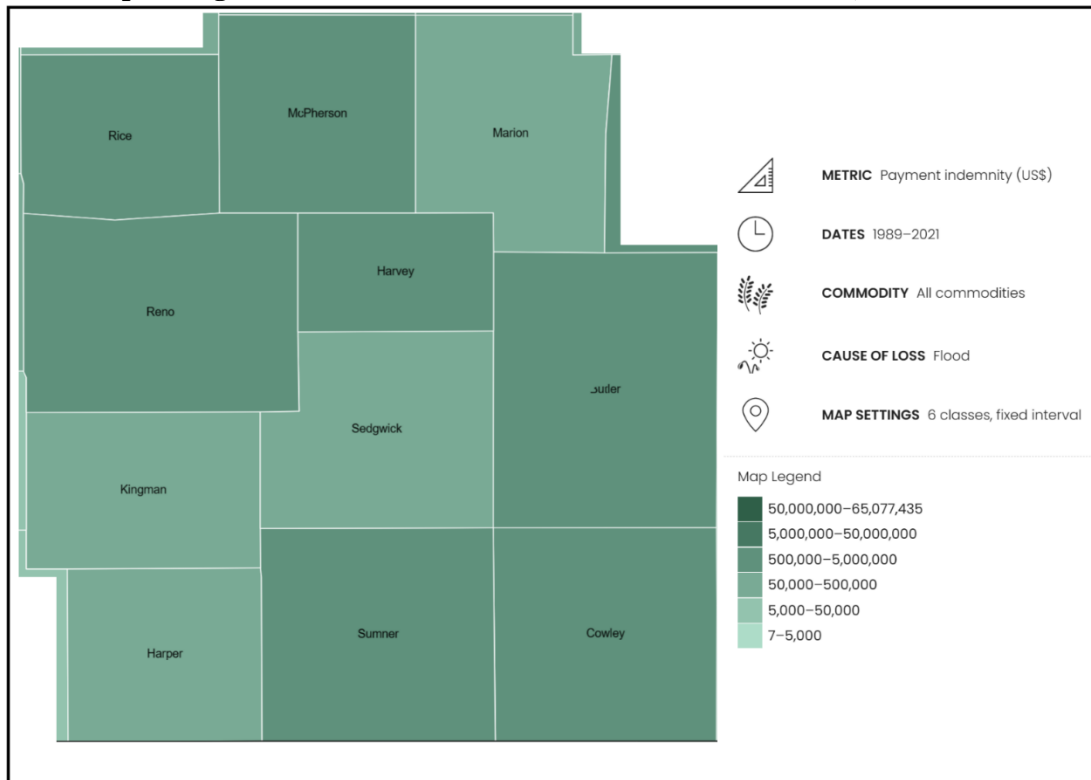 McPherson
Rice
Marion
Harvey
Reno
Sedgwick
Kingman
Sumner
Cowley
Harper
METRIC Payment indemnity (US$)
DATES 1989–2021
COMMODITY All commodities
CAUSE OF LOSS Flood
MAP SETTINGS 6 classes, fixed interval
Map Legend
50,000,000–65,077,435
5,000,000–50,000,000
500,000–5,000,000
50,000–500,000
5,000–50,000
7–5,000